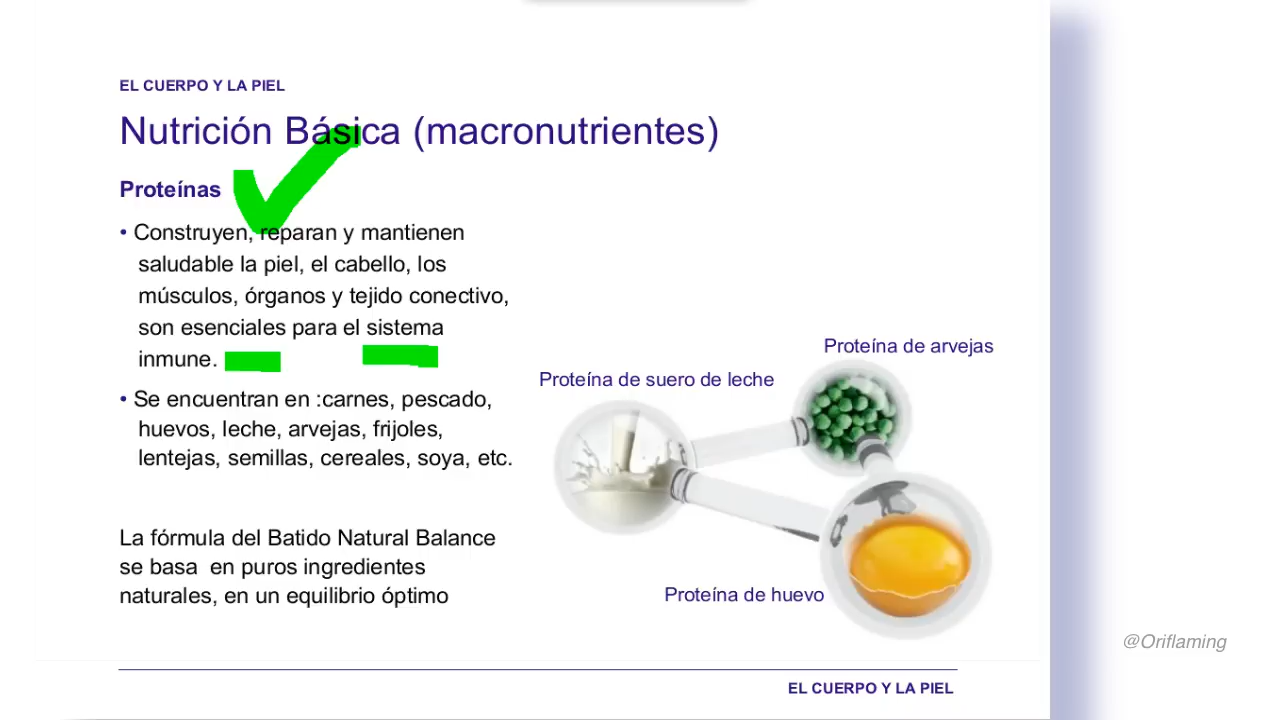 EL CUERPO Y LA PIEL
Nutrición Básica (macronutrientes)
Proteínas
• Construyen, reparan y mantienen
saludable la piel, el cabello, los
músculos, órganos y tejido conectivo,
son esenciales para el sistema
inmune.
• Se encuentran en :carnes, pescado,
huevos, leche, arvejas, frijoles,
lentejas, semillas, cereales, soya, etc.
La fórmula del Batido Natural Balance
se basa en puros ingredientes
naturales, en un equilibrio óptimo
Proteína de arvejas
Proteína de suero de leche
Proteína de huevo
EL CUERPO Y LA PIEL
@Oriflaming